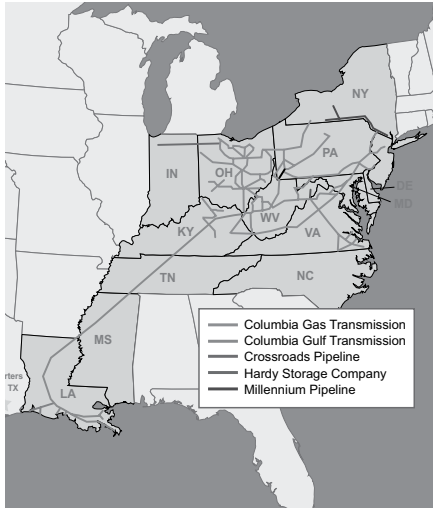 NY
PA
IN
OH
DE
MD
WV
KY
VA
TN
NC
Columbia Gas Transmission
Columbia Gulf Transmission
Crossroads Pipeline
Hardy Storage Company
Millennium Pipeline
MS
rters
TX
LA